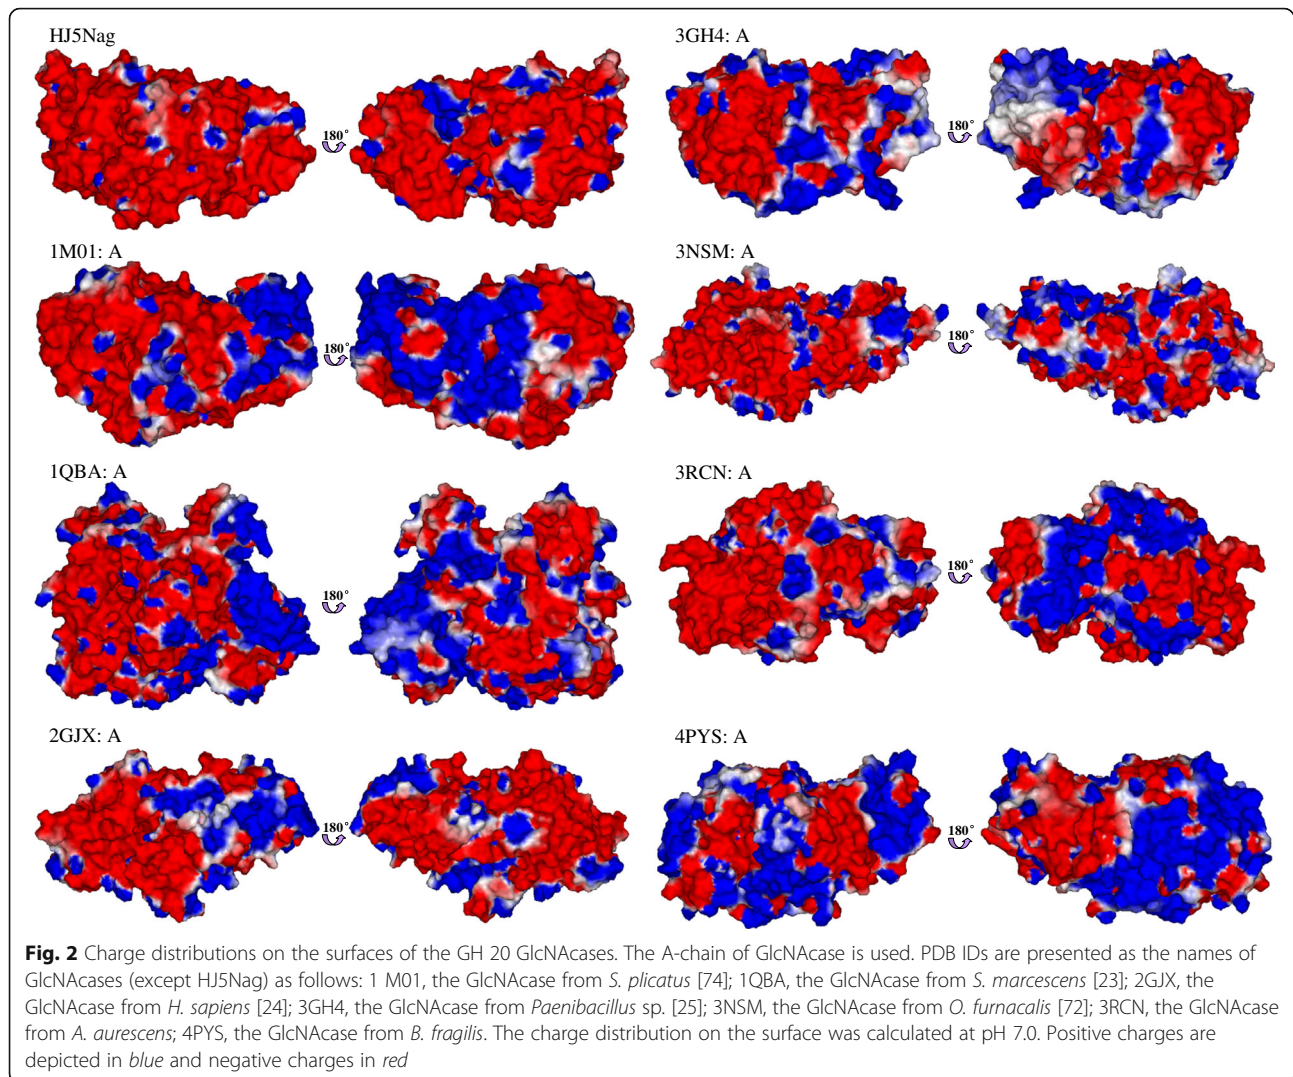 HJ5Nag
180°
3GH4: A
180°
1M01: A
180°
3NSM: A
180°
1QBA: A
180°
3RCN: A
180°
2GJX: A
180°
4PYS: A
180°
Fig. 2 Charge distributions on the surfaces of the GH 20 GlcNAcases. The A-chain of GlcNAcase is used. PDB IDs are presented as the names of
GlcNAcases (except HJ5Nag) as follows: 1 M01, the GlcNAcase from S. plicatus [74]; 1QBA, the GlcNAcase from S. marcescens [23]; 2GJX, the
GlcNAcase from H. sapiens [24]; 3GH4, the GlcNAcase from Paenibacillus sp. [25]; 3NSM, the GlcNAcase from O. furnacalis [72]; 3RCN, the GlcNAcase
from A. aurescens; 4PYS, the GlcNAcase from B. fragilis. The charge distribution on the surface was calculated at pH 7.0. Positive charges are
depicted in blue and negative charges in red